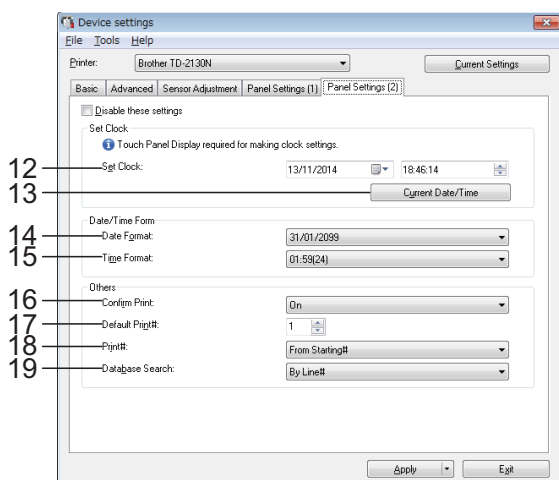 Device settings
File Tools Help
Printer: Brother TD-2130N Current Settings
Basic Advanced Sensor Adjustment Panel Settings (1) Panel Settings (2)
Disable these settings
Set Clock
Touch Panel Display required for making clock settings.
12 Set Clock: 13/11/2014 18:46:14
13 Current Date/Time
Date/Time Form
14 Date Format: 31/01/2099
15 Time Format: 01:59(24)
Others
16 Confirm Print: On
17 Default Print#: 1
18 Print#: From Starting#
19 Database Search: By Line#
Apply Exit